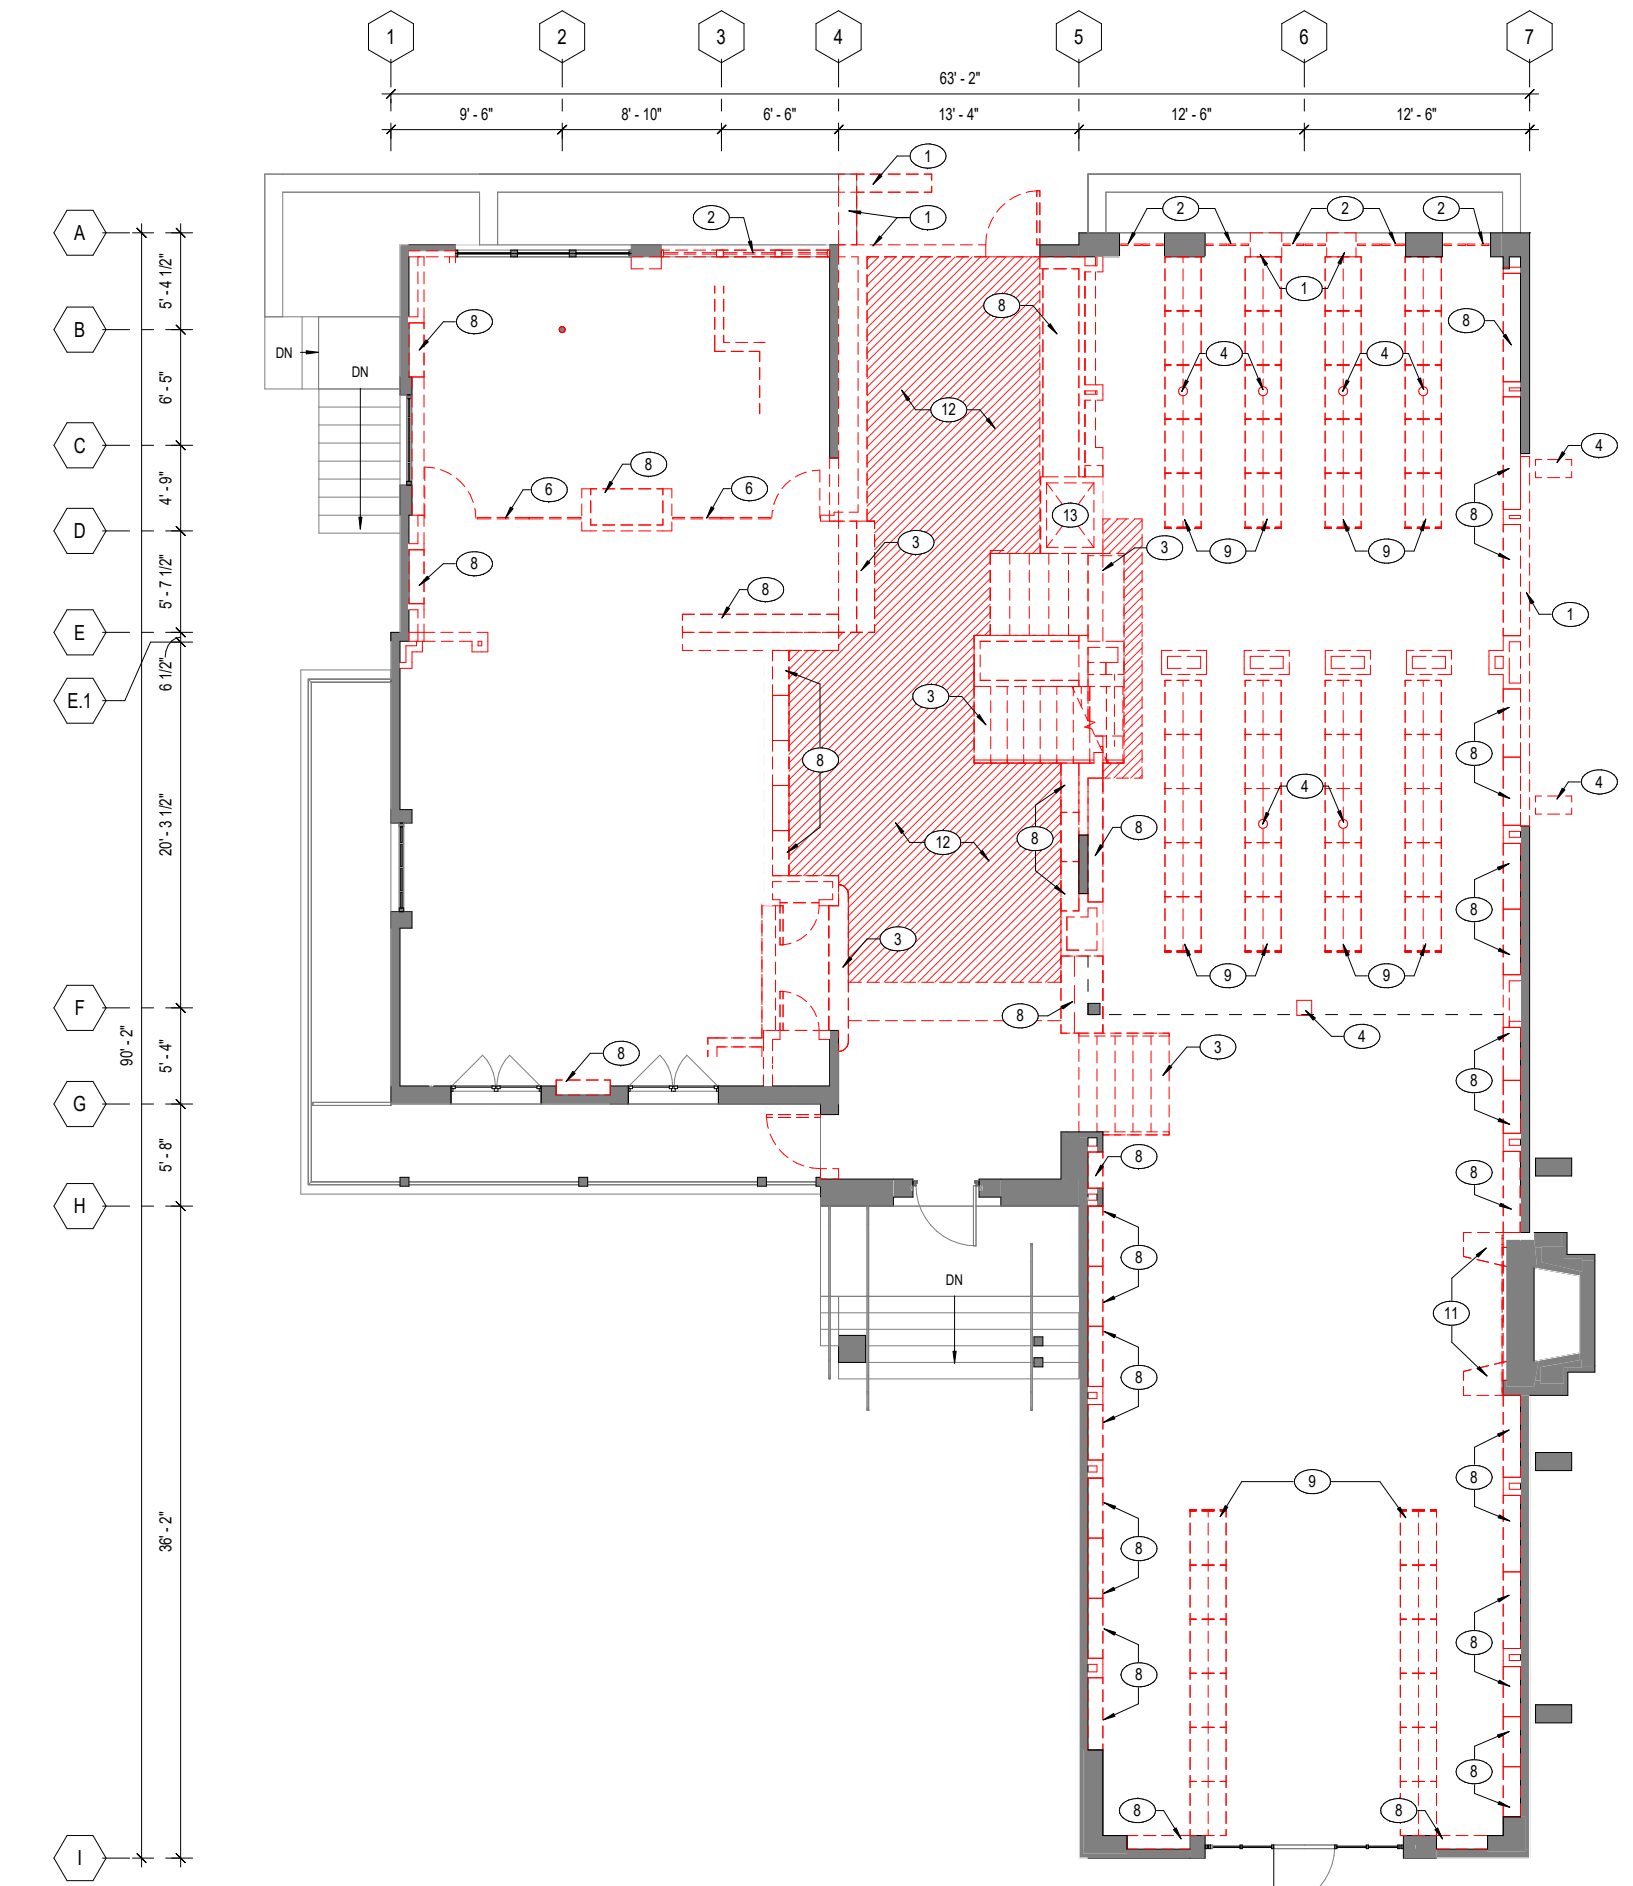 1 2 3 4 5 6 7
63' - 2"
9' - 6" 8' - 10" 6' - 6" 13' - 4" 12' - 6" 12' - 6"
1
2 1 2 2 2
A
5' - 4 1/2"
1
8
8 8
B
DN
DN
4 4
6' - 5"
12
C
4
8
4' - 9"
6 6
13 8
D
3 3
9 9
5' - 7 1/2"
8
8
1
E
6 1/2"
E.1
3
8
8
4
4
20' - 3 1/2"
8
12
8
8
3
9 9
F
8
4
90' - 2"
5' - 4"
8
3
8
G
5' - 8"
8
8
H
8
DN
11
8
8
9
36' - 2"
8
8
8
8
8 8
I